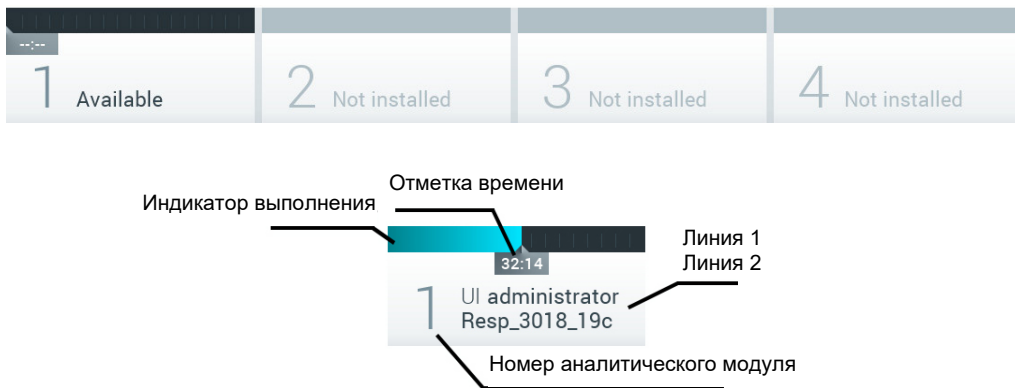 --:--
1 Available
2 Not installed
3 Not installed
4 Not installed
Отметка времени
Индикатор выполнения
Линия 1
Линия 2
32:14
1 UI administrator
Resp_3018_19c
Номер аналитического модуля